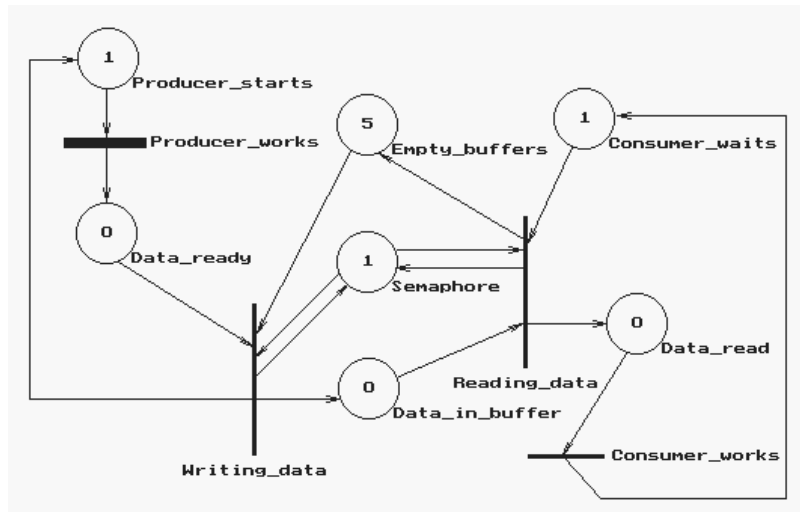 1
Producer_starts
Producer_works
0
Data_ready
5
Empty_buffers
1
Consumer_waits
1
Semaphore
0
Data_read
Reading_data
0
Data_in_buffer
Writing_data
Consumer_works